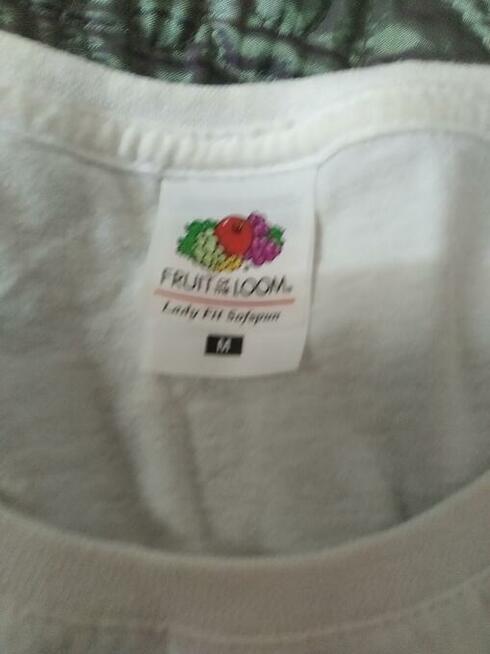 FRUIT OF THE LOOM
Lady Fit Sofspun
M